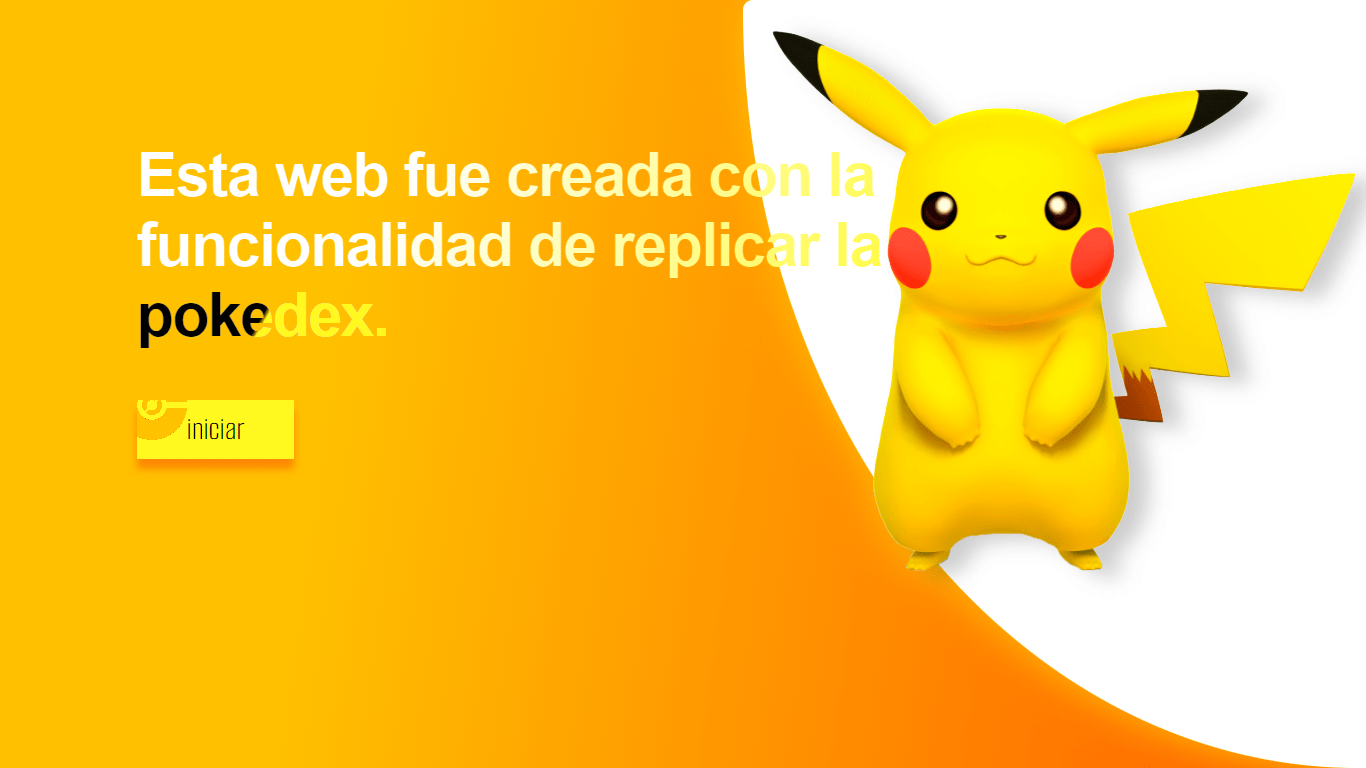 Esta web fue creada con la
funcionalidad de replicar la
pokedex.
iniciar